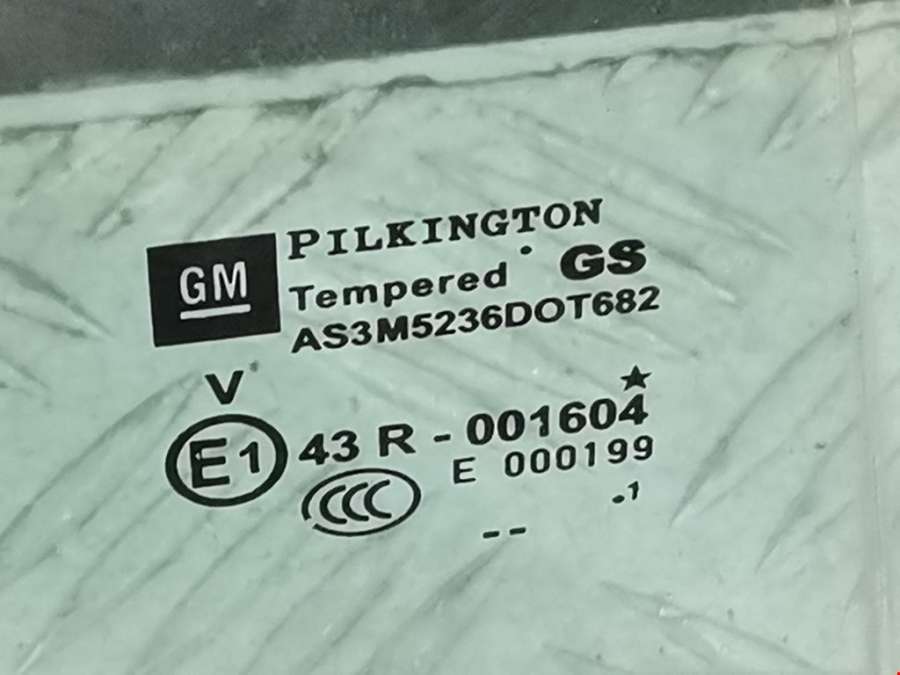 GM
PILKINGTON
Tempered GS
AS3M5236DOT682
V
E1 43 R - 001604
E 000199
CCC
.1
--